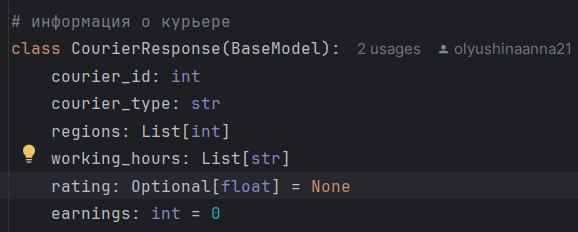 # информация о курьере
class CourierResponse(BaseModel): 2 usages olyushinaanna21
courier_id: int
courier_type: str
regions: List[int]
working_hours: List[str]
rating: Optional[float] = None
earnings: int = 0